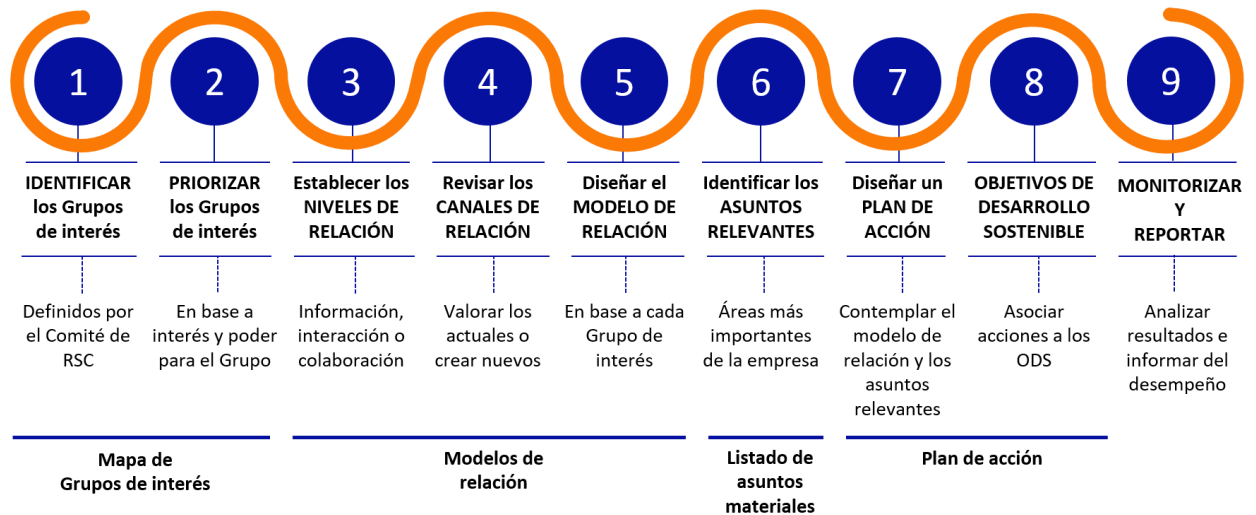 1
2
3
4
5
6
7
8
9
IDENTIFICAR
los Grupos
de interés
PRIORIZAR
los Grupos
de interés
Establecer los
NIVELES DE
RELACIÓN
Revisar los
CANALES DE
RELACIÓN
Diseñar el
MODELO DE
RELACIÓN
Identificar los
ASUNTOS
RELEVANTES
Diseñar un
PLAN DE
ACCIÓN
OBJETIVOS DE
DESARROLLO
SOSTENIBLE
MONITORIZAR
Y
REPORTAR
Definidos por
el Comité de
RSC
En base a
interés y poder
para el Grupo
Información,
interacción o
colaboración
Valorar los
actuales o
crear nuevos
En base a cada
Grupo de
interés
Áreas más
importantes
de la empresa
Contemplar el
modelo de
relación y los
asuntos
relevantes
Asociar
acciones a los
ODS
Analizar
resultados e
informar del
desempeño
Mapa de
Grupos de interés
Modelos de
relación
Listado de
asuntos
materiales
Plan de acción